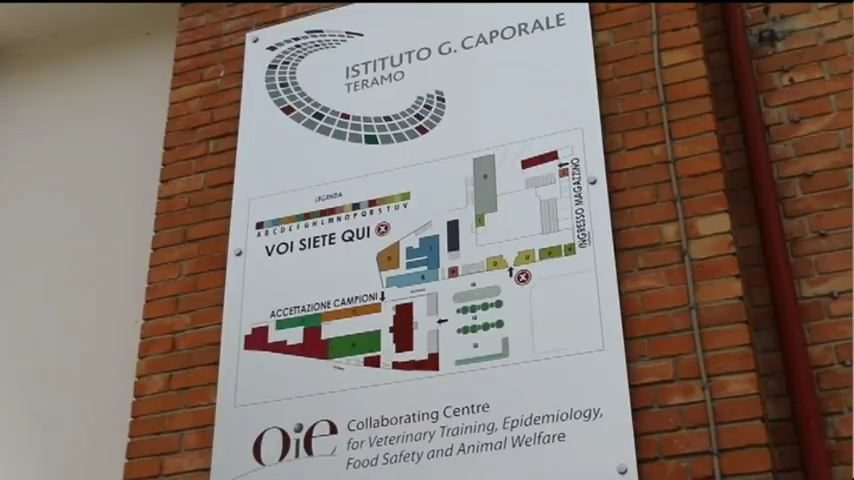 ISTITUTO G. CAPORALE
TERAMO
LEGENDA
A B C D E F G H L M N O P Q R S T U V
VOI SIETE QUI
INGRESSO MAGAZZINO
ACCETTAZIONE CAMPIONI
Oie Collaborating Centre
for Veterinary Training, Epidemiology,
Food Safety and Animal Welfare